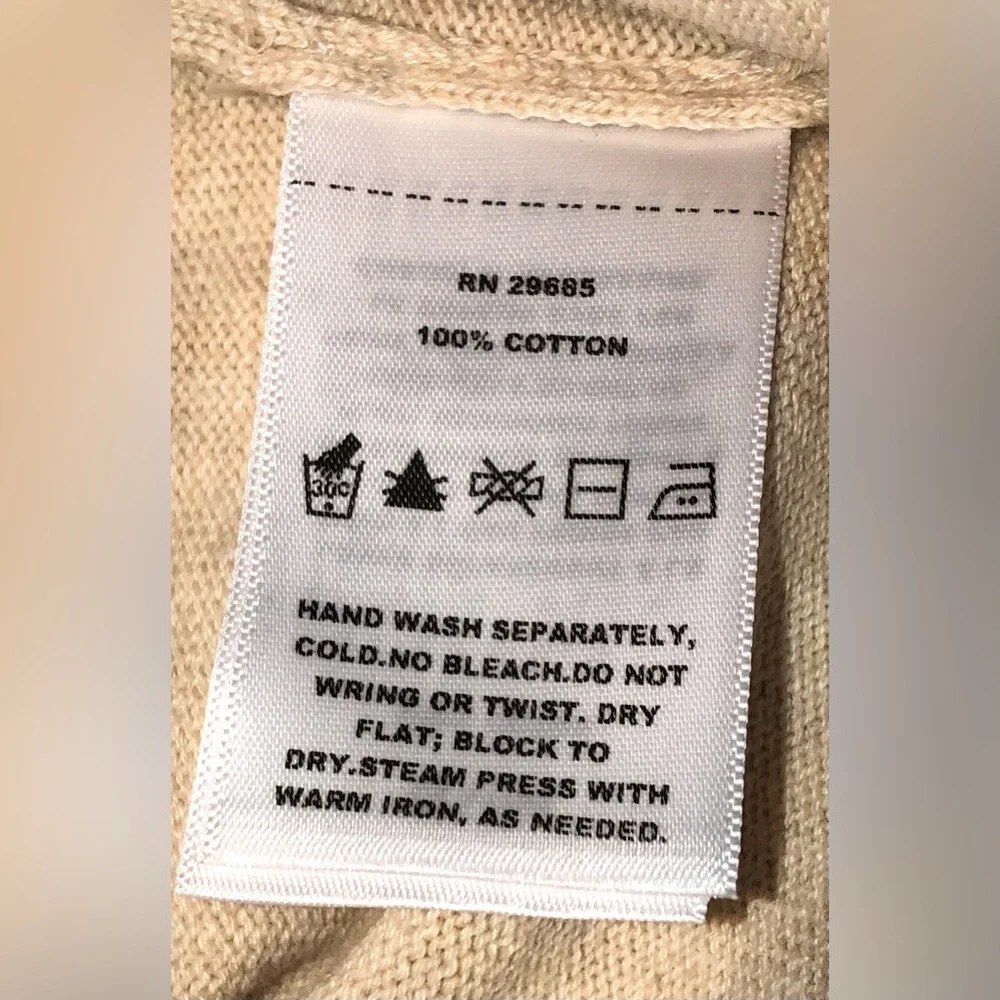 RN 29685
100% COTTON
30c
HAND WASH SEPARATELY,
COLD.NO BLEACH.DO NOT
WRING OR TWIST. DRY
FLAT; BLOCK TO
DRY.STEAM PRESS WITH
WARM IRON, AS NEEDED.